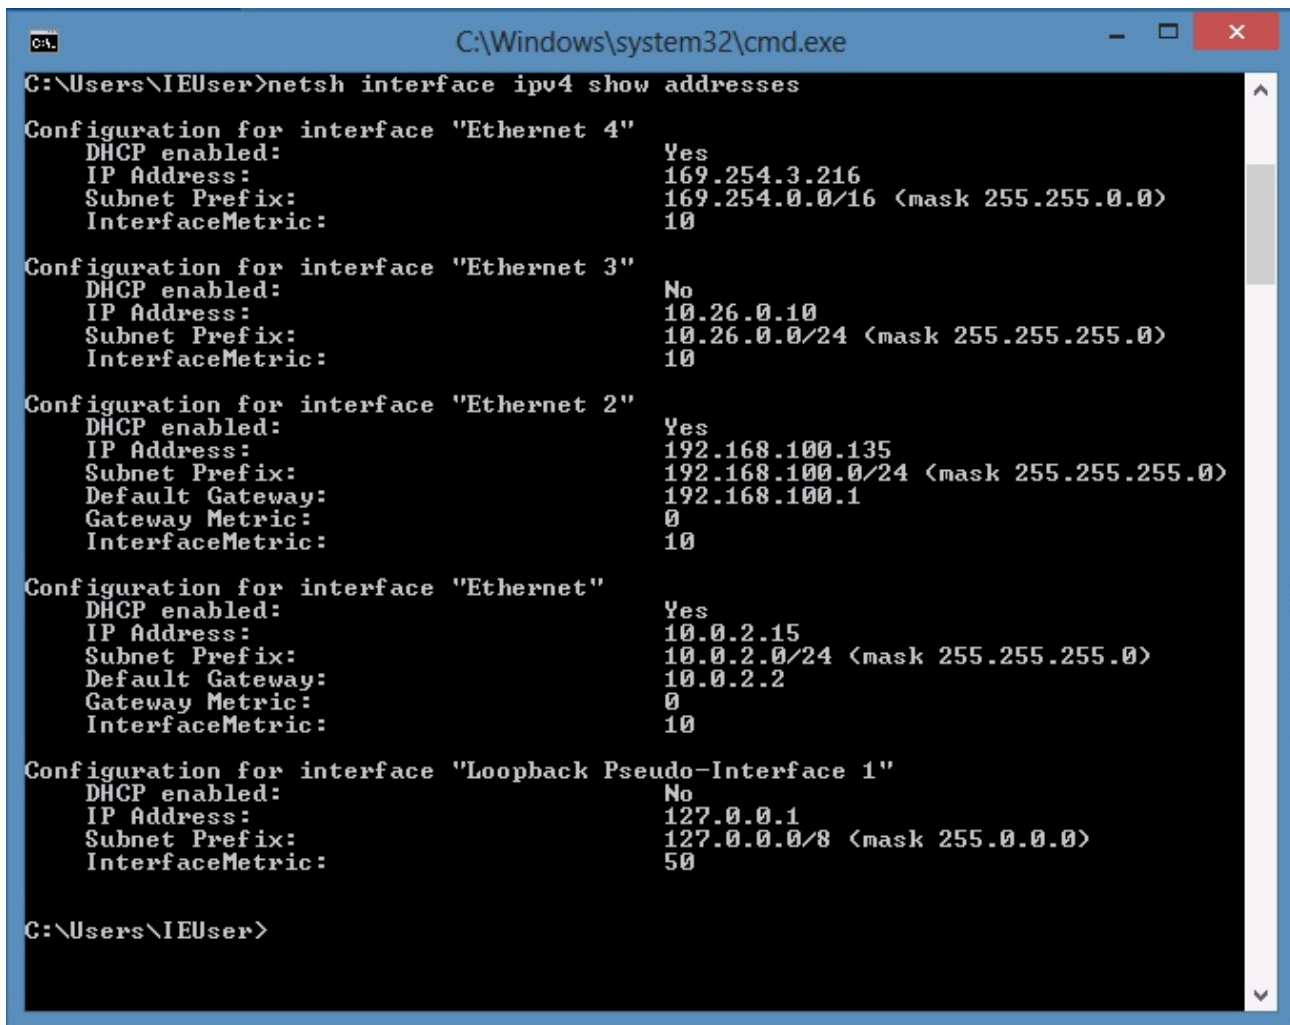 C:\Windows\system32\cmd.exe
C:\Users\IEUser>netsh interface ipv4 show addresses
Configuration for interface "Ethernet 4"
DHCP enabled: Yes
IP Address: 169.254.3.216
Subnet Prefix: 169.254.0.0/16 (mask 255.255.0.0)
InterfaceMetric: 10
Configuration for interface "Ethernet 3"
DHCP enabled: No
IP Address: 10.26.0.10
Subnet Prefix: 10.26.0.0/24 (mask 255.255.255.0)
InterfaceMetric: 10
Configuration for interface "Ethernet 2"
DHCP enabled: Yes
IP Address: 192.168.100.135
Subnet Prefix: 192.168.100.0/24 (mask 255.255.255.0)
Default Gateway: 192.168.100.1
Gateway Metric: 0
InterfaceMetric: 10
Configuration for interface "Ethernet"
DHCP enabled: Yes
IP Address: 10.0.2.15
Subnet Prefix: 10.0.2.0/24 (mask 255.255.255.0)
Default Gateway: 10.0.2.2
Gateway Metric: 0
InterfaceMetric: 10
Configuration for interface "Loopback Pseudo-Interface 1"
DHCP enabled: No
IP Address: 127.0.0.1
Subnet Prefix: 127.0.0.0/8 (mask 255.0.0.0)
InterfaceMetric: 50
C:\Users\IEUser>